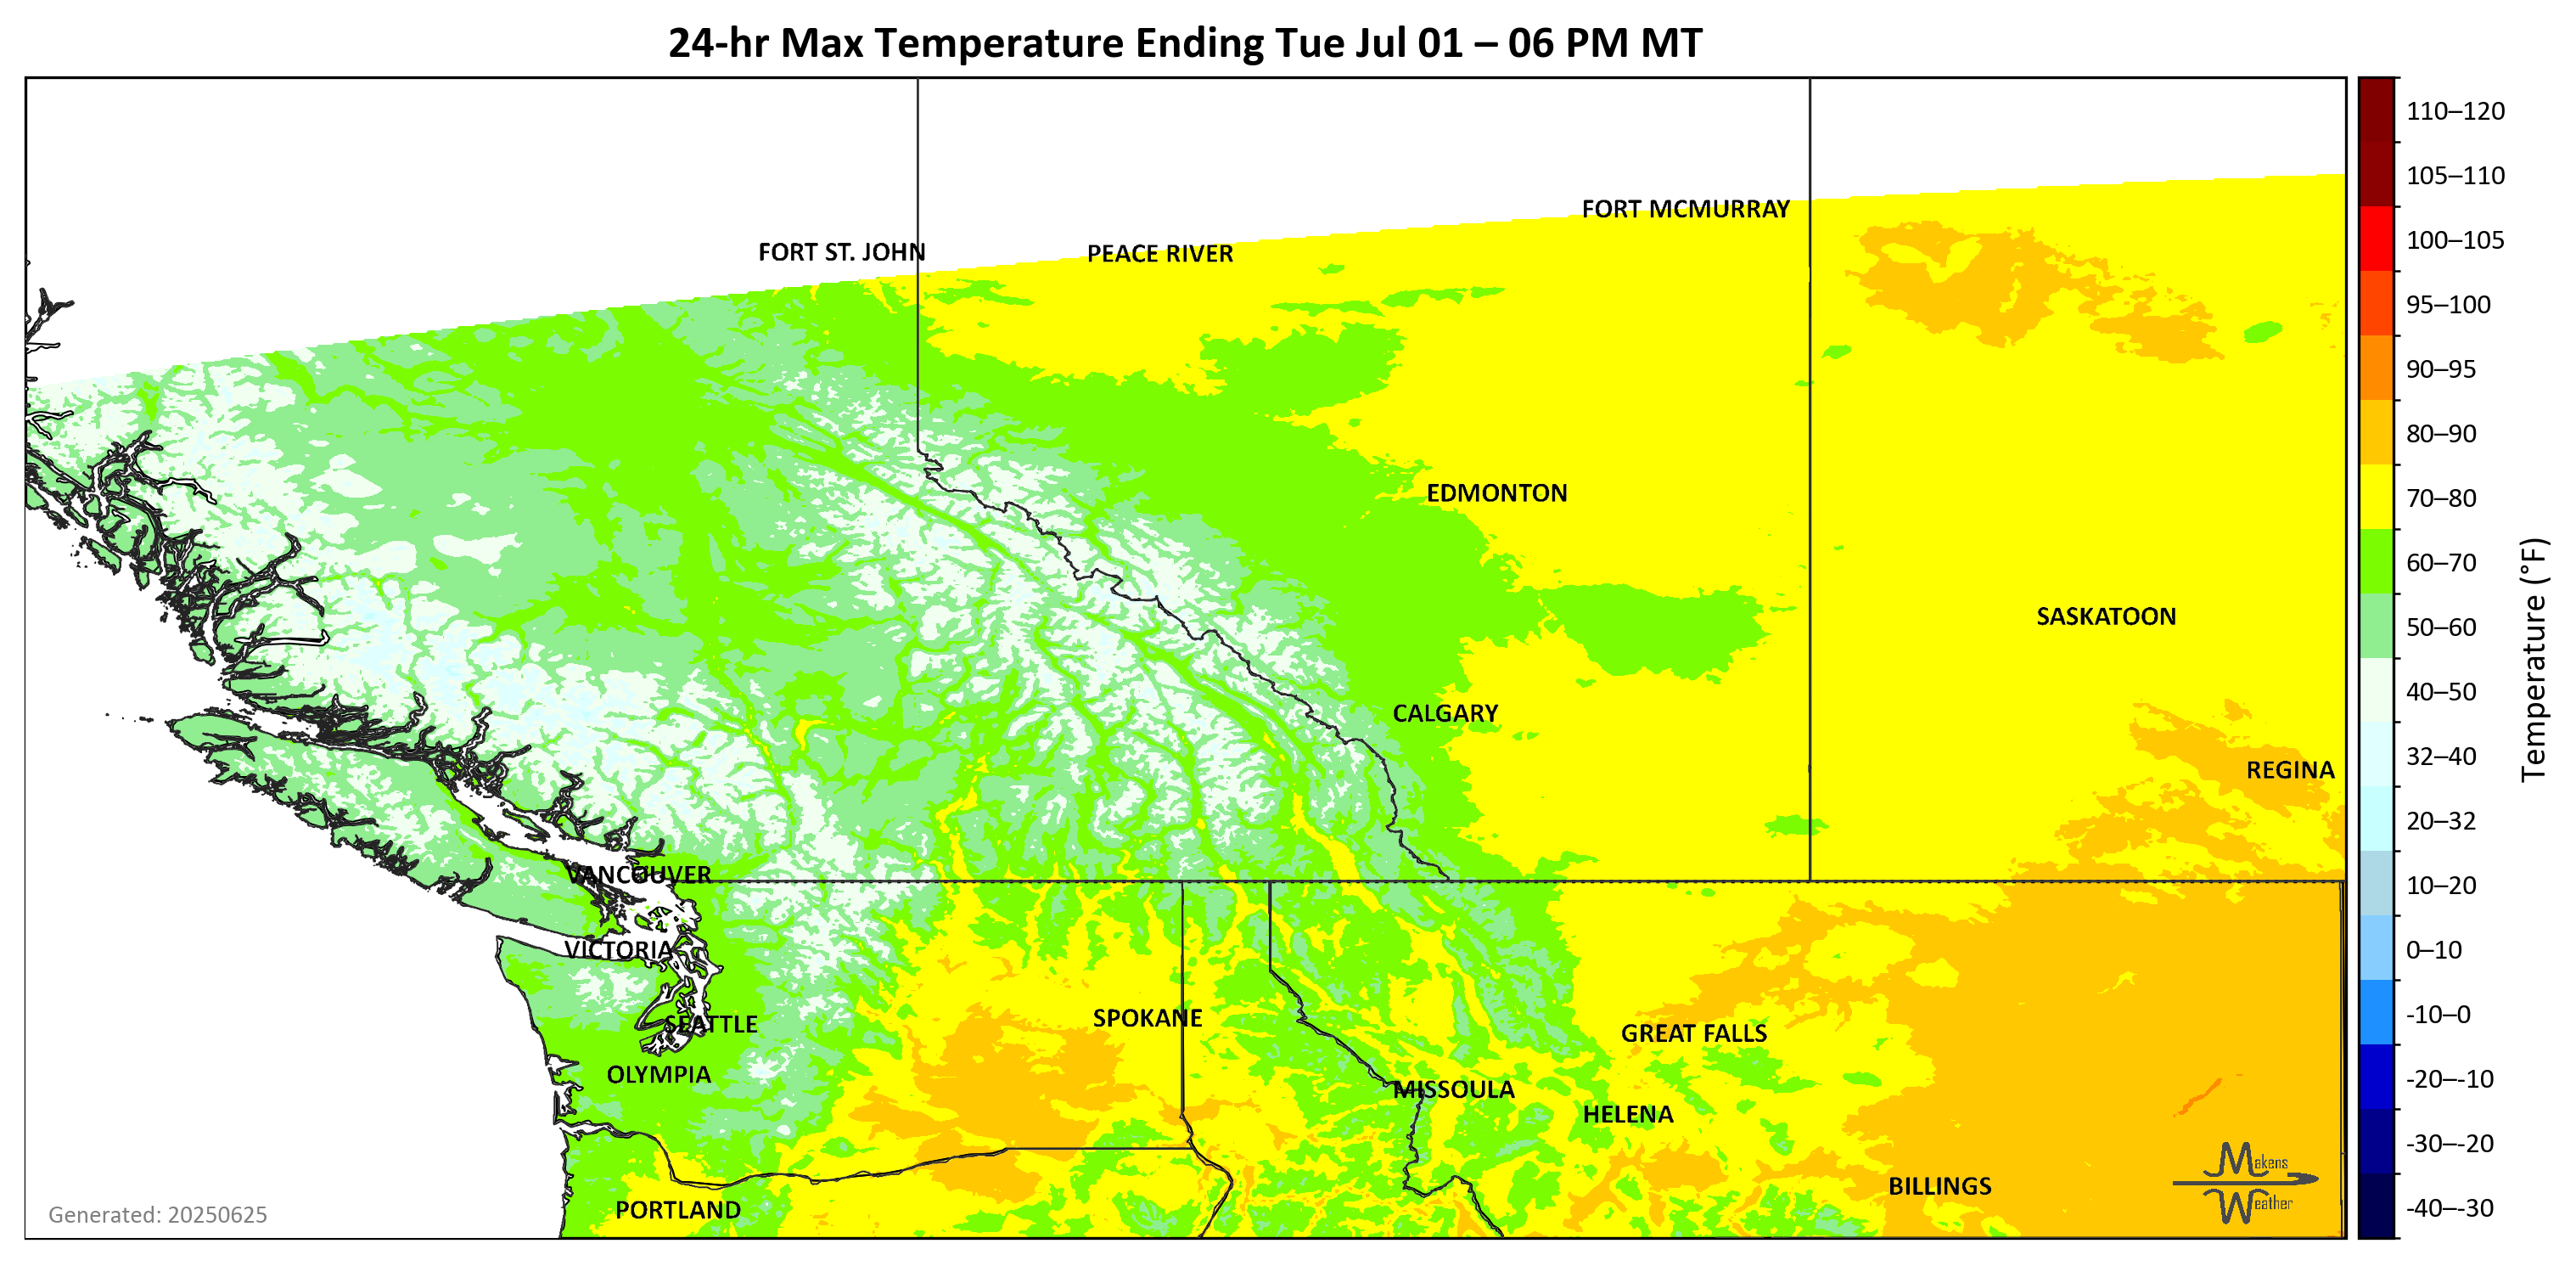 24-hr Max Temperature Ending Tue Jul 01 – 06 PM MT
110–120
105–110
FORT MCMURRAY
100–105
FORT ST. JOHN
PEACE RIVER
95–100
90–95
80–90
EDMONTON
70–80
60–70
SASKATOON
50–60
Temperature (°F)
40–50
CALGARY
32–40
REGINA
20–32
VANCOUVER
10–20
VICTORIA
0–10
SPOKANE
-10–0
SEATTLE
GREAT FALLS
OLYMPIA
-20–-10
MISSOULA
HELENA
-30–-20
Makens
Weather
BILLINGS
PORTLAND
-40–-30
Generated: 20250625